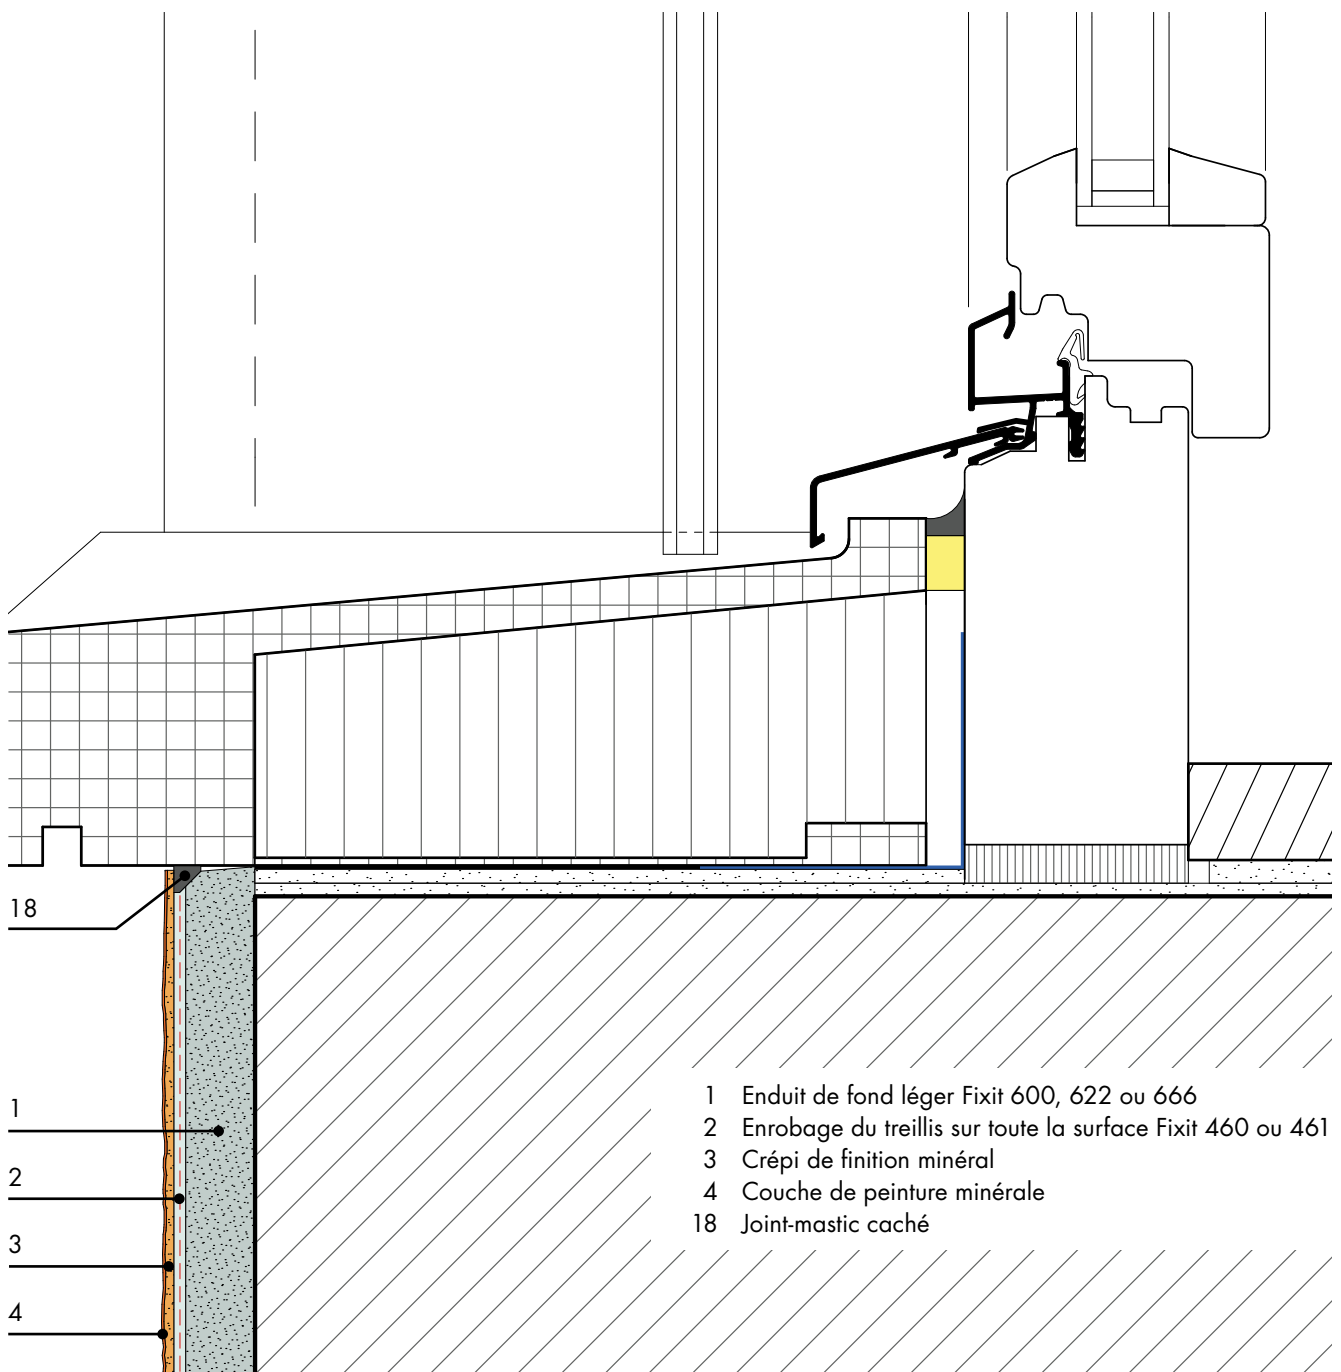 18
1
2
3
4
1 Enduit de fond léger Fixit 600, 622 ou 666
2 Enrobage du treillis sur toute la surface Fixit 460 ou 461
3 Crépi de finition minéral
4 Couche de peinture minérale
18 Joint-mastic caché